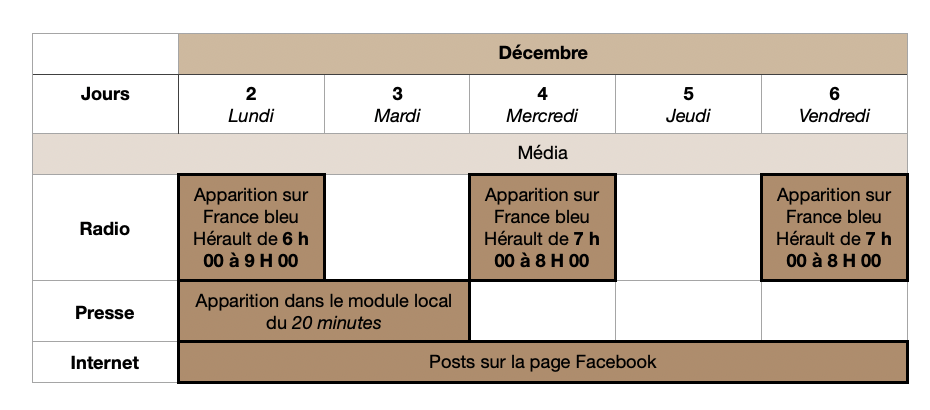 Décembre
Jours
2
3
4
5
6
Lundi
Mardi
Mercredi
Jeudi
Vendredi
Média
Radio
Apparition sur
France bleu
Hérault de 6 h
00 à 9 H 00
Apparition sur
France bleu
Hérault de 7 h
00 à 8 H 00
Apparition sur
France bleu
Hérault de 7 h
00 à 8 H 00
Presse
Apparition dans le module local
du 20 minutes
Internet
Posts sur la page Facebook